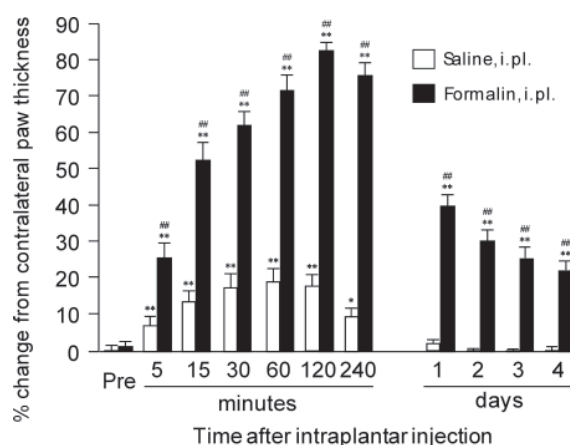 % change from contralateral paw thickness
90
80
70
60
50
40
30
20
10
0
Saline, i.pl.
Formalin, i.pl.
## ** ## ** ## ** ## ** ## ** ## **
** ** ** ** ** *
## ** ## ** ## ** ## **
Pre 5 15 30 60 120 240 1 2 3 4
minutes days
Time after intraplantar injection